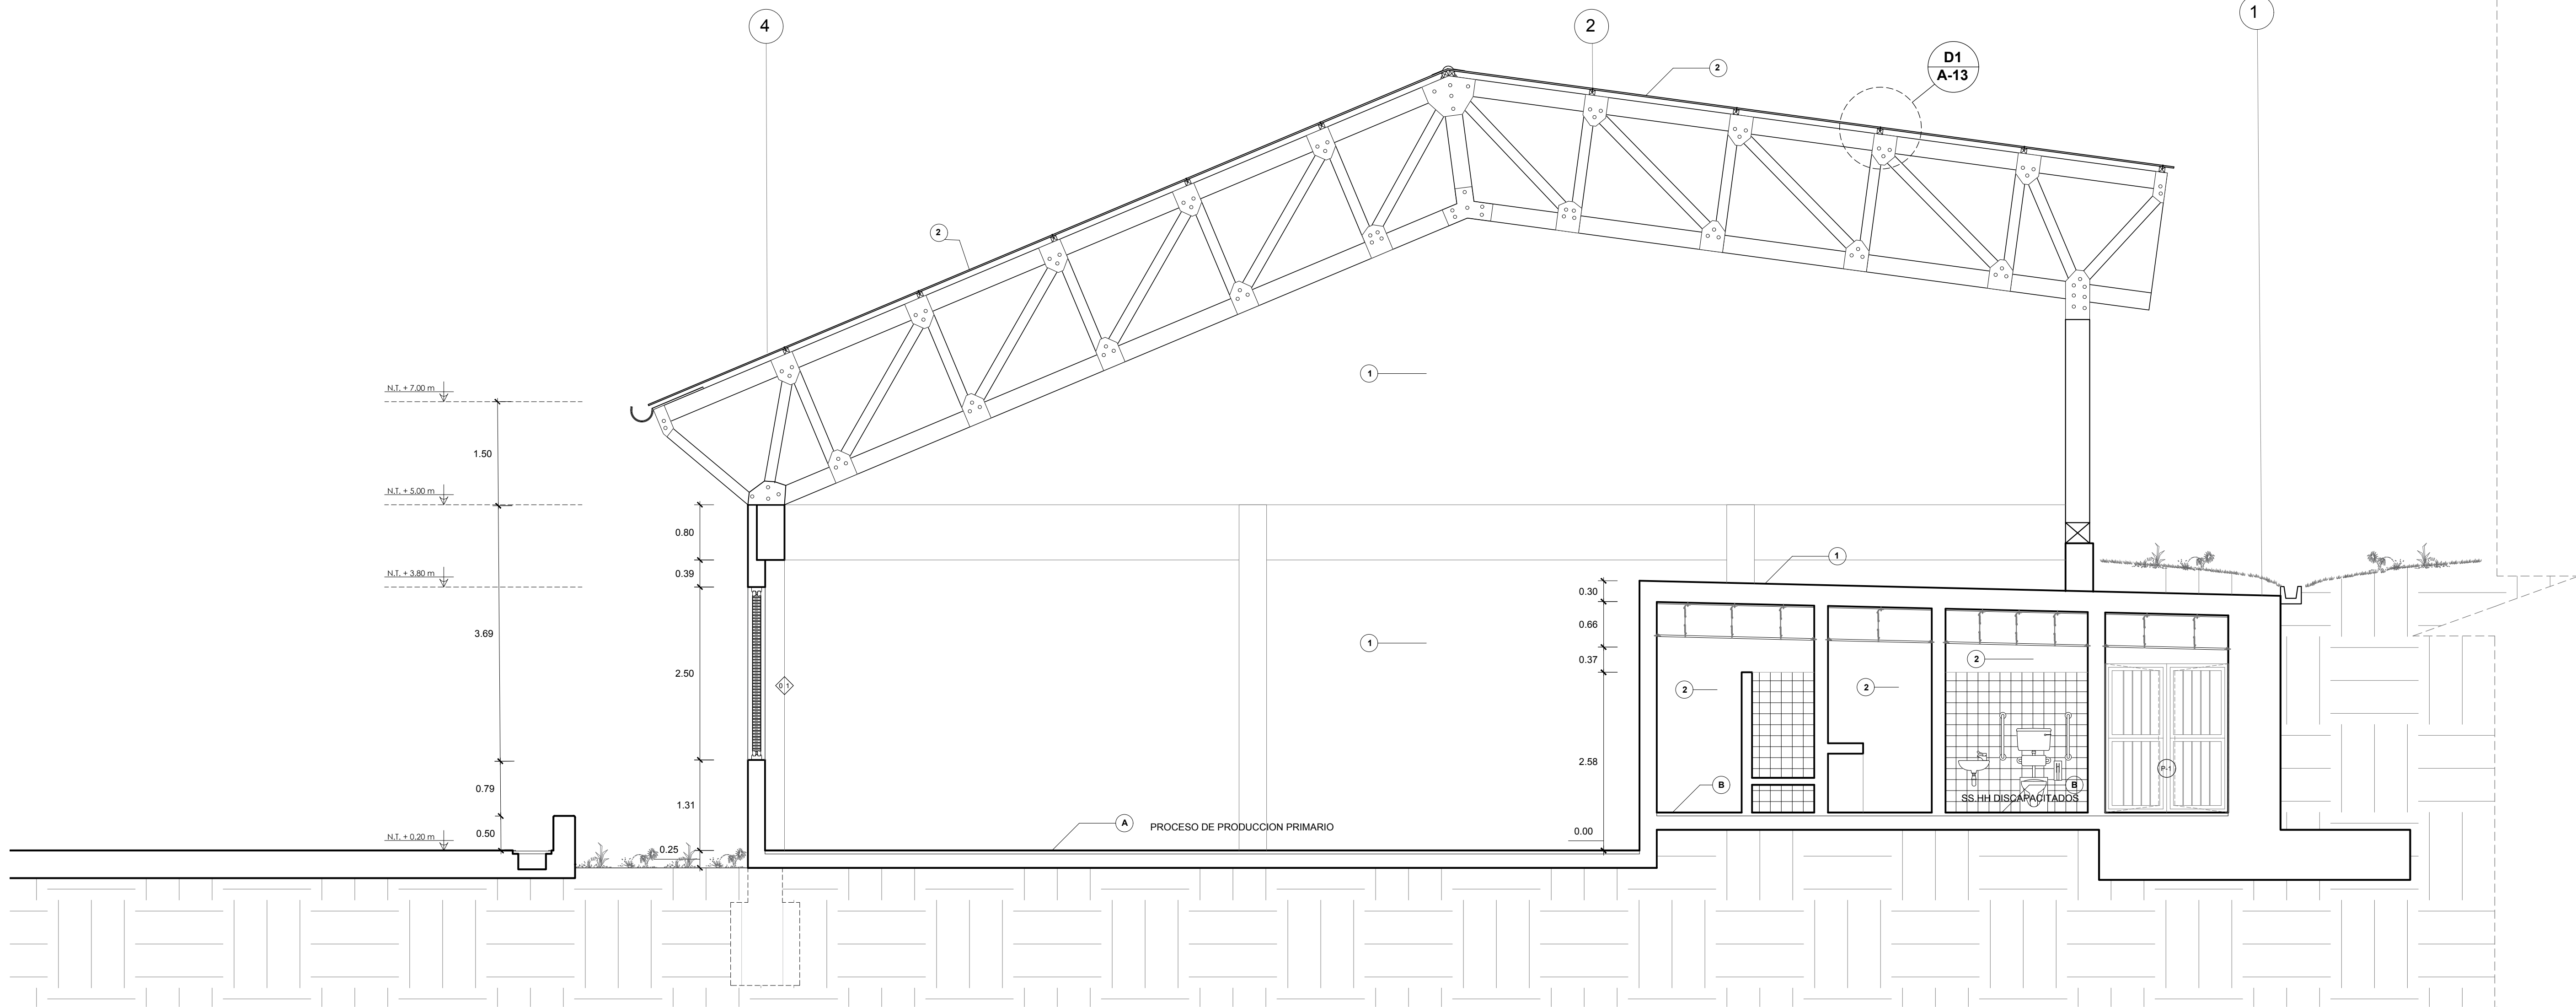 4
2
1
D1
A-13
2
2
N.T. + 7.00 m
1
1.50
N.T. + 5.00 m
0.80
1
0.39
N.T. + 3.80 m
0.30
0.66
3.69
1
0.37
2
2.50
0 1
2
2
2.58
P-1
0.79
B
B
SS.HH DISCAPACITADOS
1.31
A
PROCESO DE PRODUCCION PRIMARIO
0.50
N.T. + 0.20 m
0.00
0.25